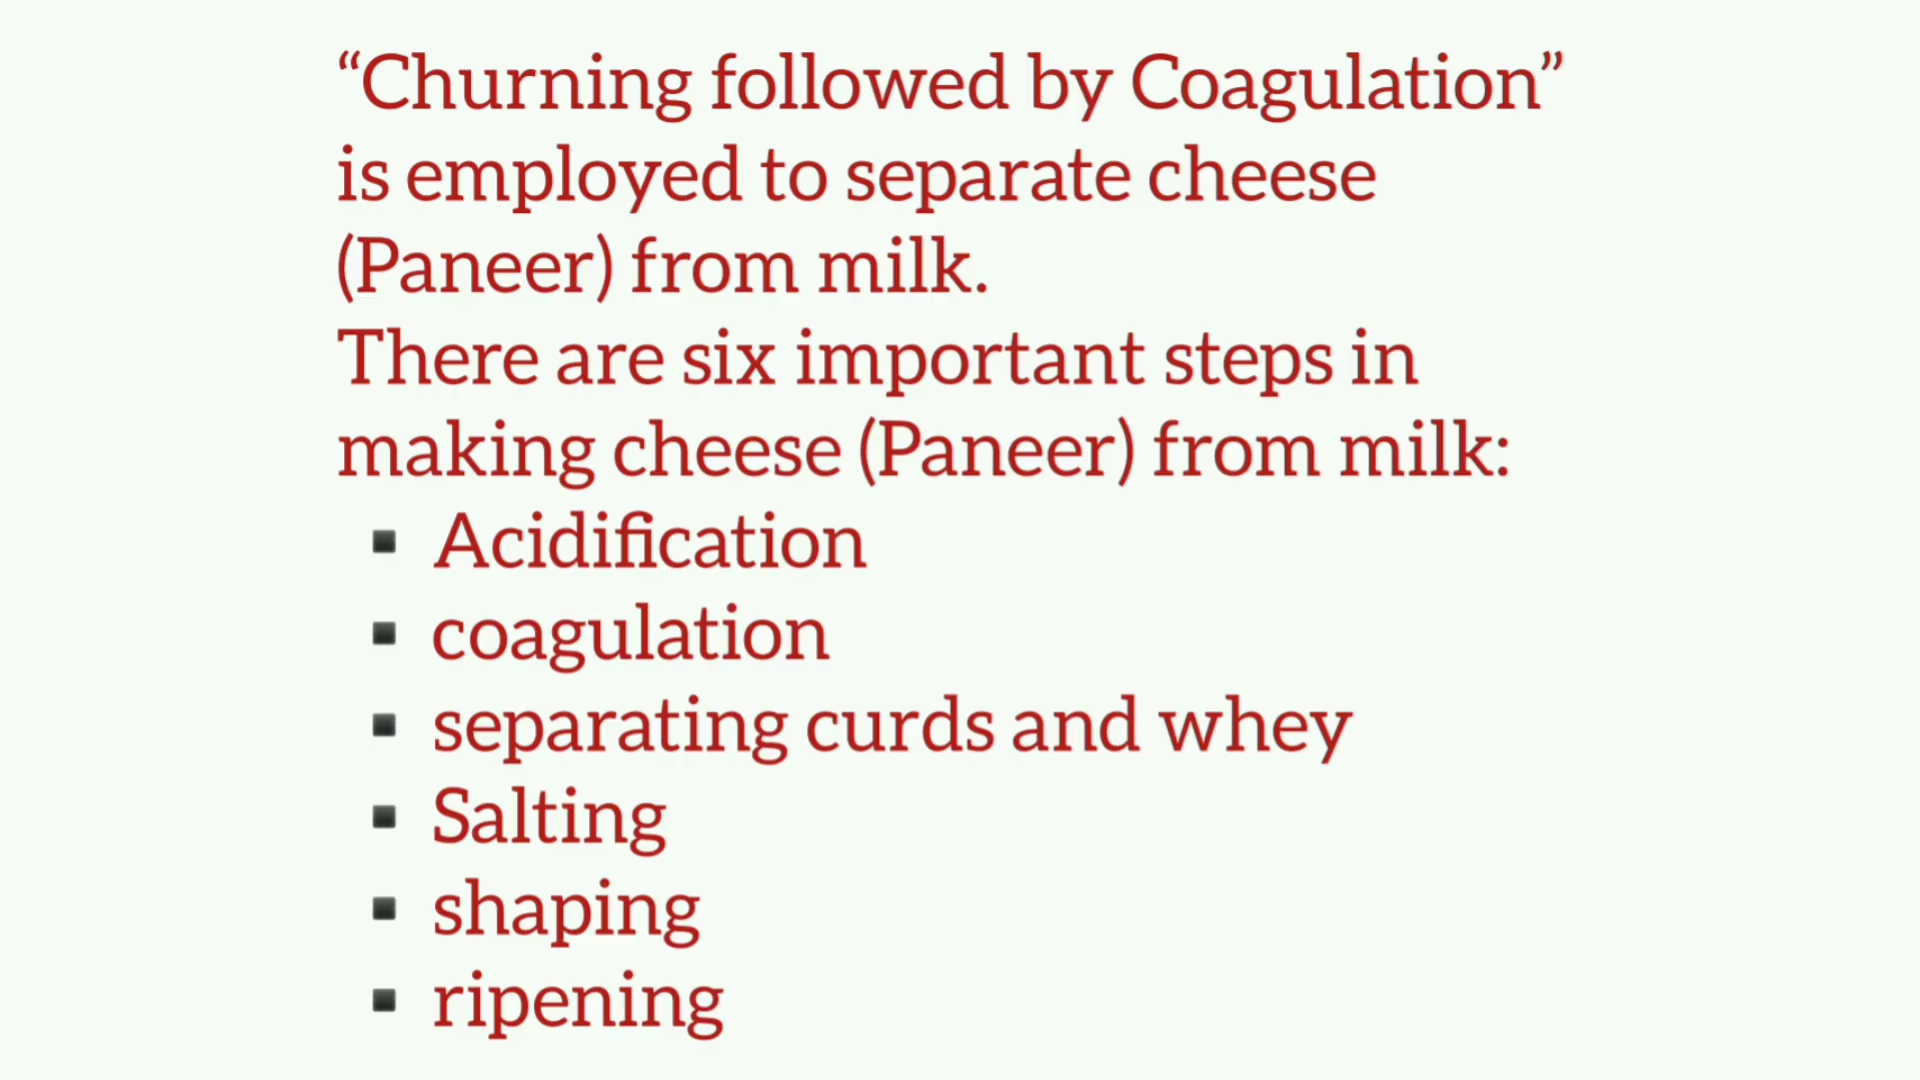 “Churning followed by Coagulation”
is employed to separate cheese
(Paneer) from milk.
There are six important steps in
making cheese (Paneer) from milk:
▪ Acidification
▪ coagulation
▪ separating curds and whey
▪ Salting
▪ shaping
▪ ripening